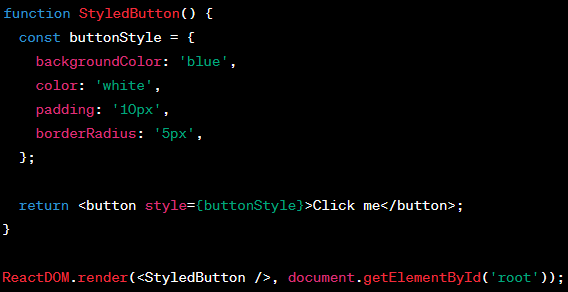 function StyledButton() {
  const buttonStyle = {
    backgroundColor: 'blue',
    color: 'white',
    padding: '10px',
    borderRadius: '5px',
  };

  return <button style={buttonStyle}>Click me</button>;
}

ReactDOM.render(<StyledButton />, document.getElementById('root'));